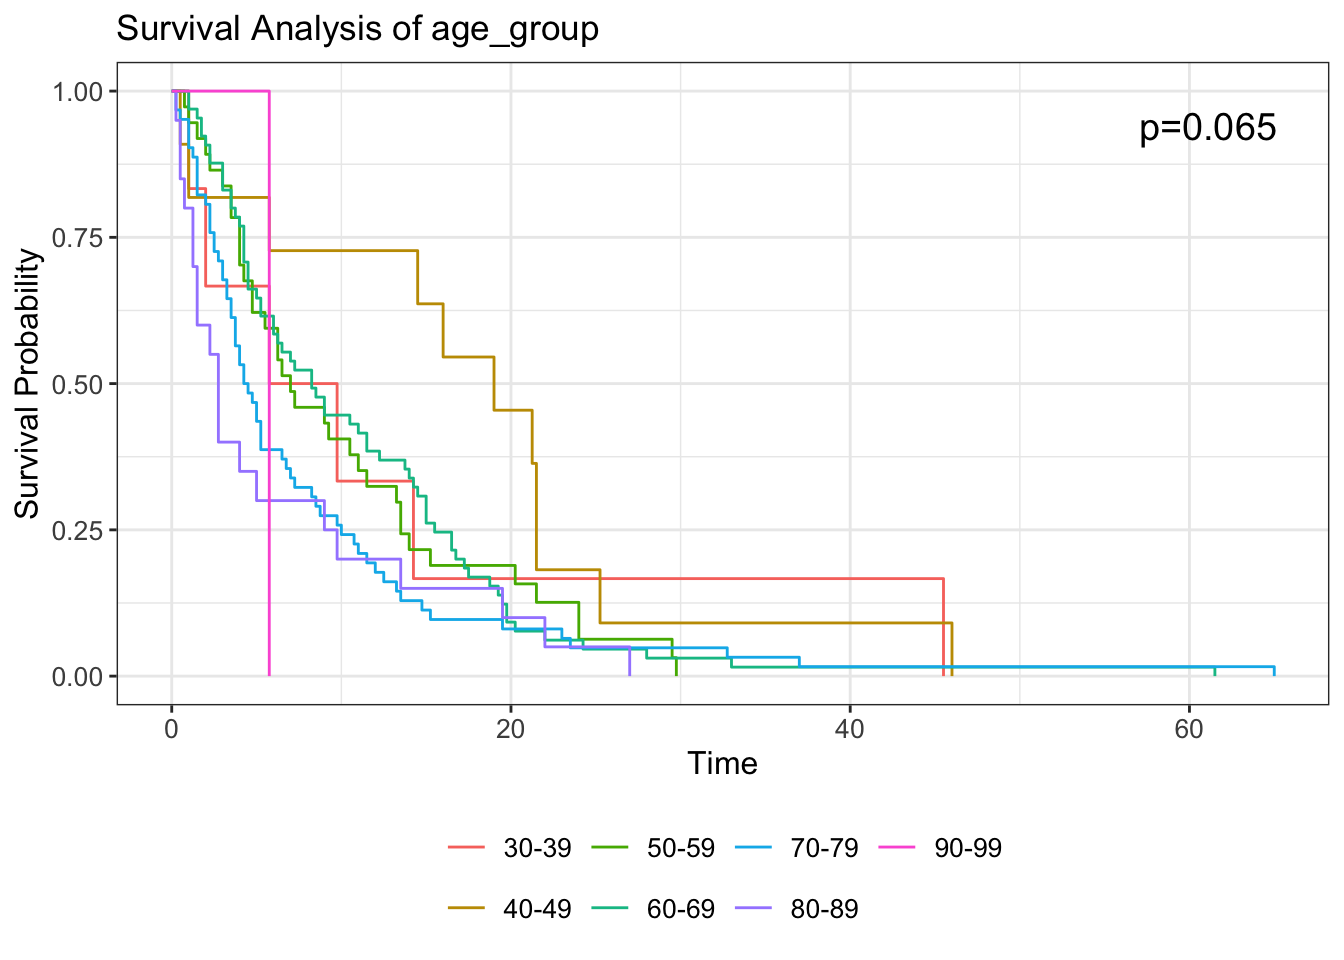 Survival Analysis of age_group
p=0.065
Survival Probability
1.00
0.75
0.50
0.25
0.00
0 20 40 60
Time
30-39 50-59 70-79 90-99
40-49 60-69 80-89